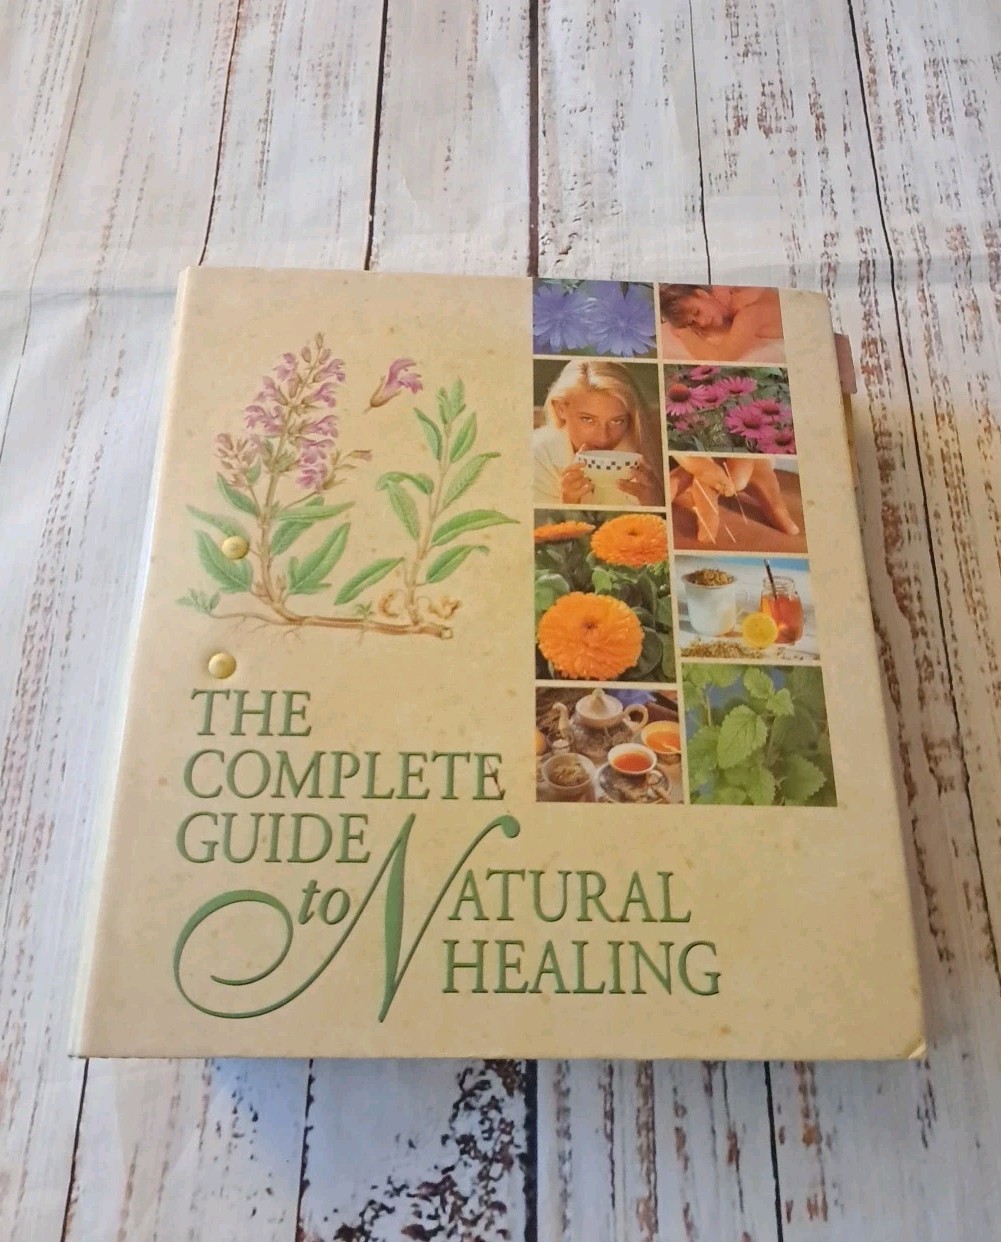 THE
COMPLETE
GUIDE
to NATURAL
HEALING